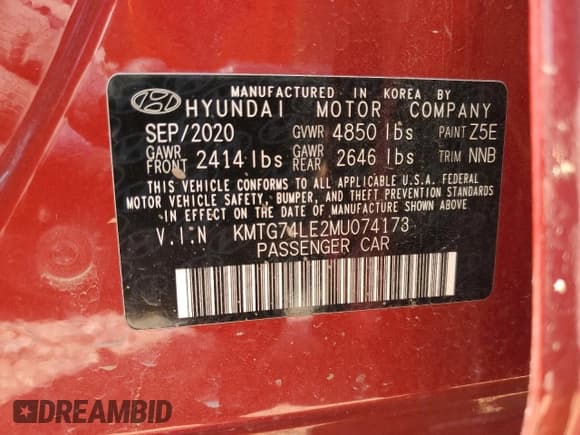 MANUFACTURED IN KOREA BY
HYUNDAI MOTOR COMPANY
SEP/2020 GVWR 4850 lbs PAINT Z5E
GAWR FRONT 2414 lbs GAWR REAR 2646 lbs TRIM NNB
THIS VEHICLE CONFORMS TO ALL APPLICABLE U.S.A. FEDERAL
MOTOR VEHICLE SAFETY, BUMPER, AND THEFT PREVENTION STANDARDS
IN EFFECT ON THE DATE OF MANUFACTURE SHOWN ABOVE.
V.I.N KMTG74LE2MU074173
PASSENGER CAR
DREAMBID